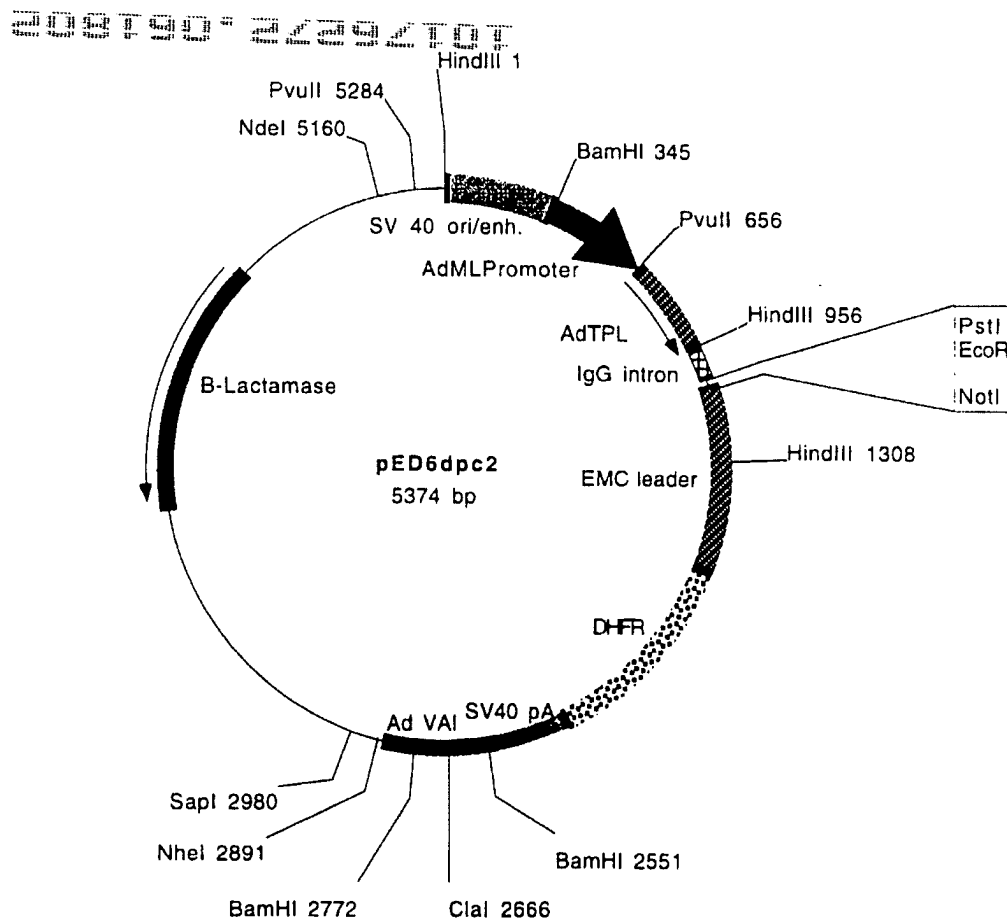 HindIII 1
PvuII 5284
NdeI 5160
BamHI 345
SV 40 ori/enh.
PvuII 656
AdMLPromoter
HindIII 956
AdTPL
PstI
EcoR
IgG intron
B-Lactamase
NotI
pED6dpc2
5374 bp
HindIII 1308
EMC leader
DHFR
SV40 pA
Ad VAI
SapI 2980
NheI 2891
BamHI 2551
BamHI 2772
ClaI 2666